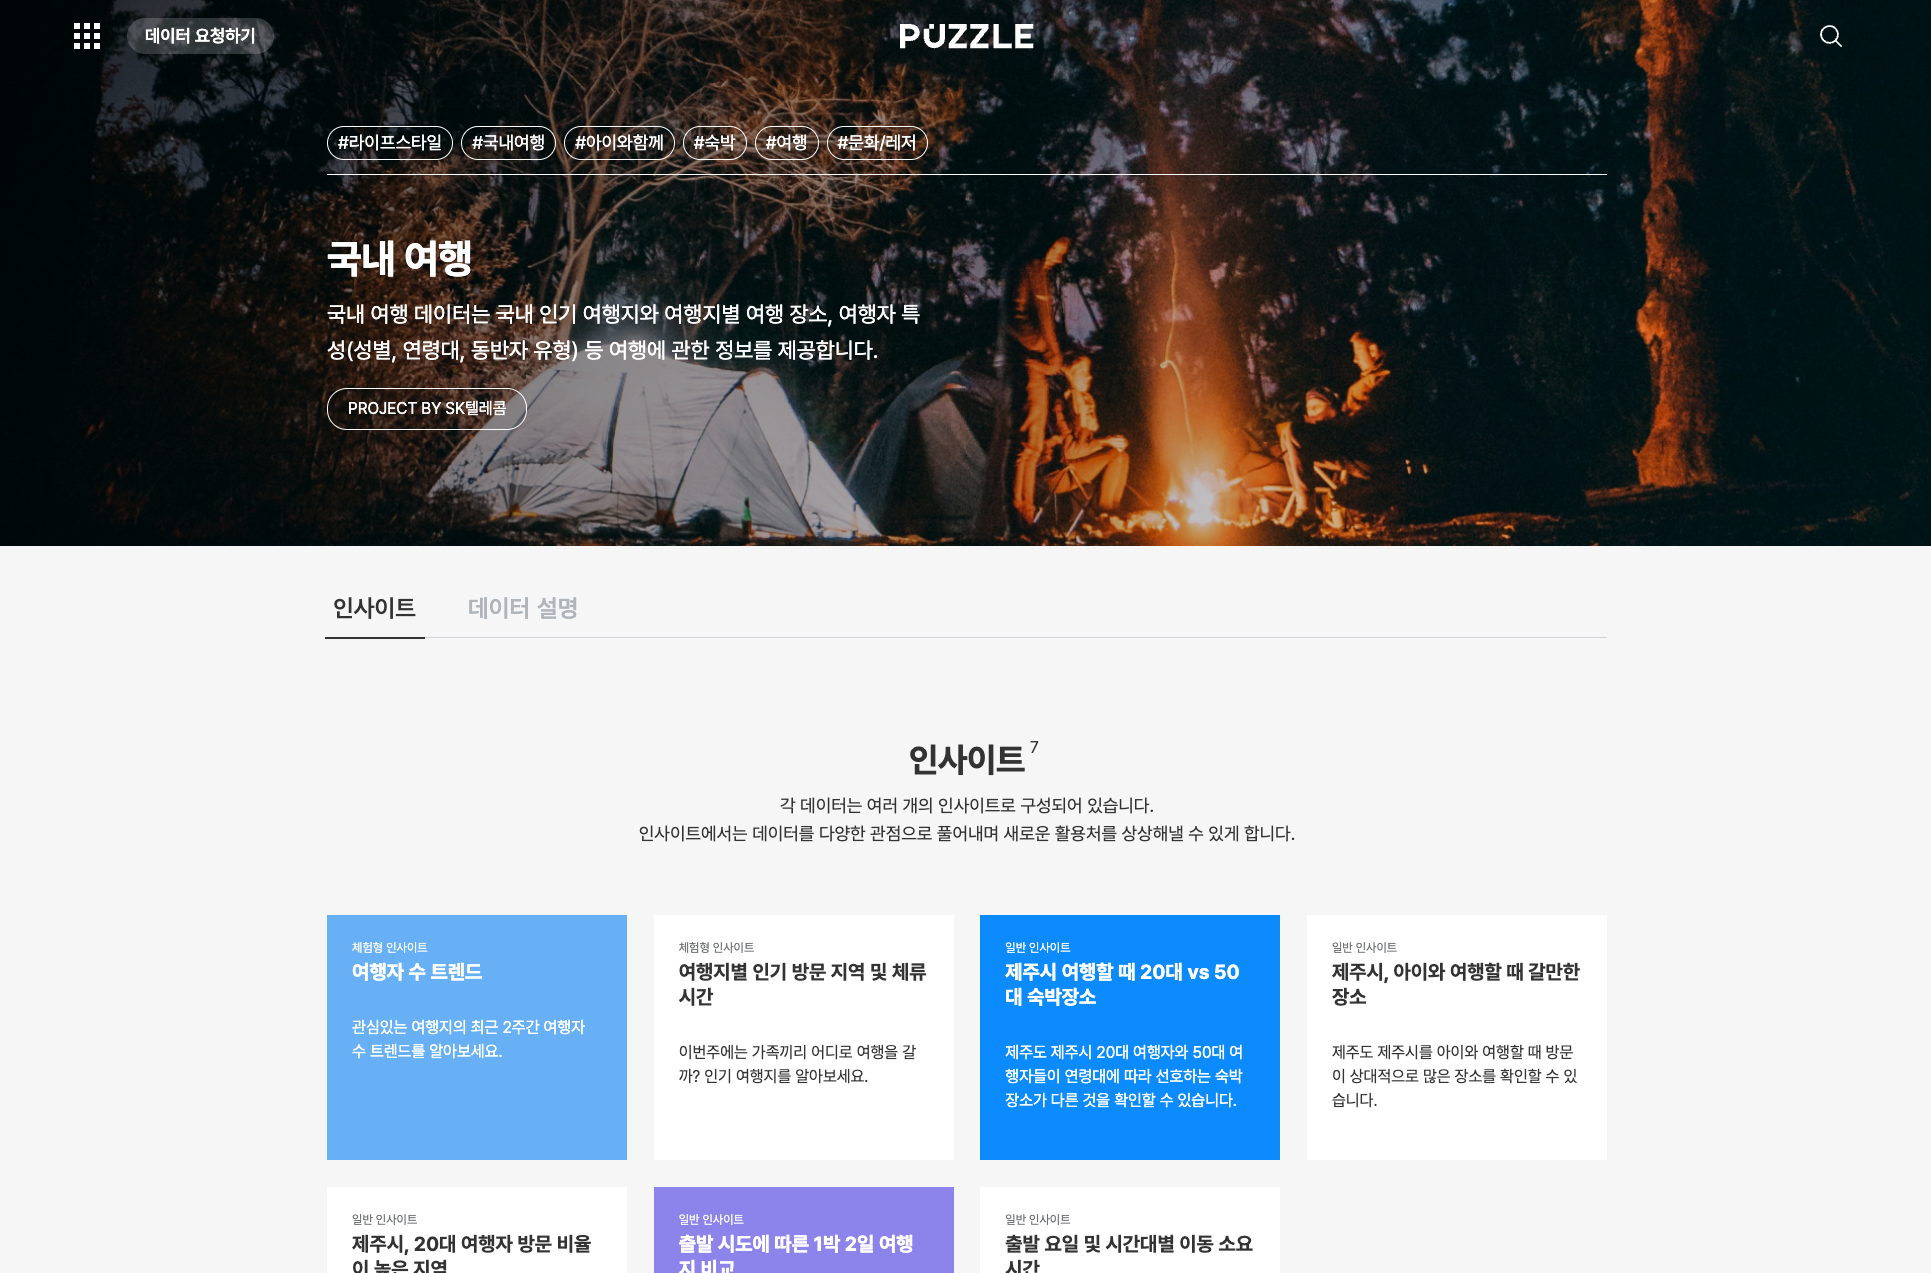 데이터 요청하기
PUZZLE
#라이프스타일 #국내여행 #아이와함께 #숙박 #여행 #문화/레저
국내 여행
국내 여행 데이터는 국내 인기 여행지와 여행지별 여행 장소, 여행자 특
성(성별, 연령대, 동반자 유형) 등 여행에 관한 정보를 제공합니다.
PROJECT BY SK텔레콤
인사이트 데이터 설명
인사이트 7
각 데이터는 여러 개의 인사이트로 구성되어 있습니다.
인사이트에서는 데이터를 다양한 관점으로 풀어내며 새로운 활용처를 상상해낼 수 있게 합니다.
체험형 인사이트
여행자 수 트렌드
관심있는 여행지의 최근 2주간 여행자
수 트렌드를 알아보세요.
체험형 인사이트
여행지별 인기 방문 지역 및 체류
시간
이번주에는 가족끼리 어디로 여행을 갈
까? 인기 여행지를 알아보세요.
일반 인사이트
제주시 여행할 때 20대 vs 50
대 숙박장소
제주도 제주시 20대 여행자와 50대 여
행자들이 연령대에 따라 선호하는 숙박
장소가 다른 것을 확인할 수 있습니다.
일반 인사이트
제주시, 아이와 여행할 때 갈만한
장소
제주도 제주시를 아이와 여행할 때 방문
이 상대적으로 많은 장소를 확인할 수 있
습니다.
일반 인사이트
제주시, 20대 여행자 방문 비율
이 높은 지역
일반 인사이트
출발 시도에 따른 1박 2일 여행
지 비교
일반 인사이트
출발 요일 및 시간대별 이동 소요
시간